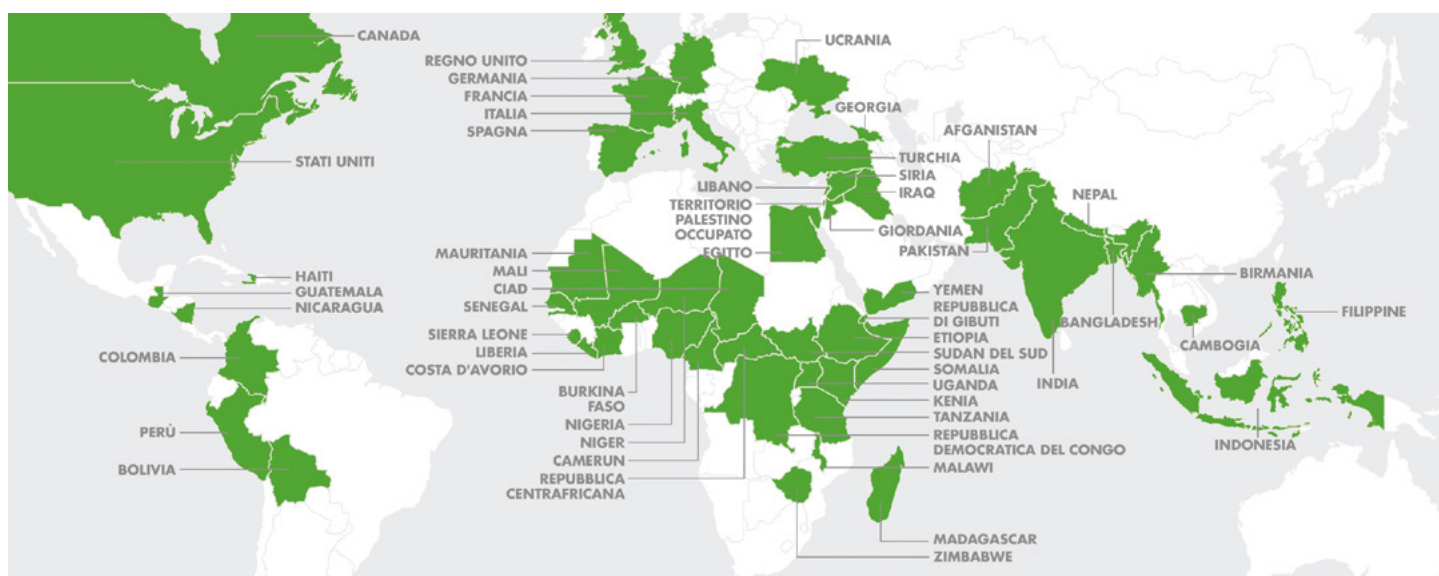 CANADA
STATI UNITI
HAITI
GUATEMALA
NICARAGUA
COLOMBIA
PERÙ
BOLIVIA
REGNO UNITO
GERMANIA
FRANCIA
ITALIA
SPAGNA
UCRANIA
GEORGIA
TURCHIA
SIRIA
IRAQ
LIBANO
TERRITORIO
PALESTINO
OCCUPATO
EGITTO
GIORDANIA
AFGANISTAN
PAKISTAN
NEPAL
BIRMANIA
BANGLADESH
INDIA
CAMBOGIA
FILIPPINE
INDONESIA
MAURITANIA
MALI
CIAD
SENEGAL
SIERRA LEONE
LIBERIA
COSTA D'AVORIO
BURKINA
FASO
NIGERIA
NIGER
CAMERUN
REPUBBLICA
CENTRAFRICANA
YEMEN
REPUBBLICA
DI GIBUTI
ETIOPIA
SUDAN DEL SUD
SOMALIA
UGANDA
KENIA
TANZANIA
REPUBBLICA
DEMOCRATICA DEL CONGO
MALAWI
MADAGASCAR
ZIMBABWE